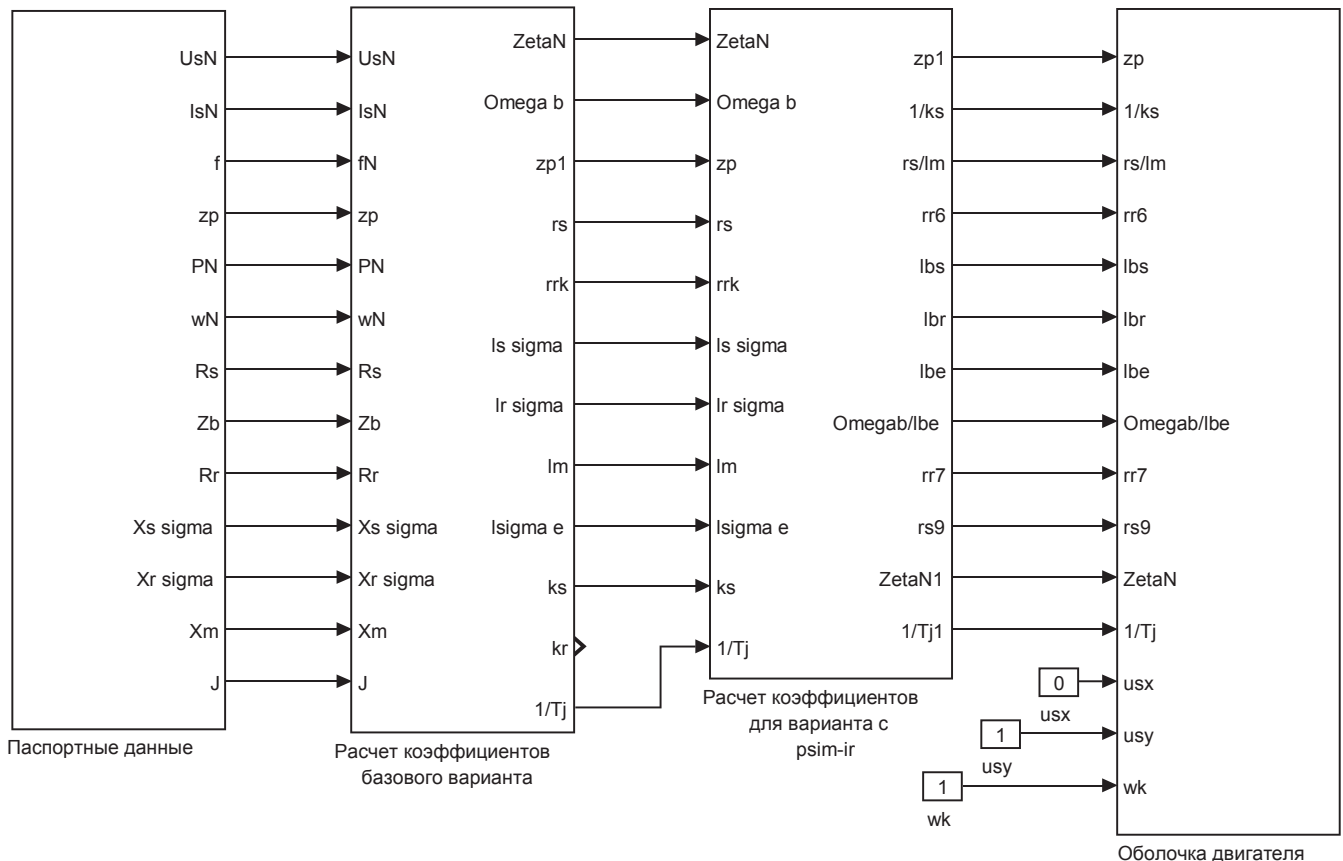 UsN
IsN
f
zp
PN
wN
Rs
Zb
Rr
Xs sigma
Xr sigma
Xm
J
Паспортные данные
UsN
IsN
fN
zp
PN
wN
Rs
Zb
Rr
Xs sigma
Xr sigma
Xm
J
ZetaN
Omega b
zp1
rs
rrk
ls sigma
lr sigma
lm
lsigma e
ks
kr
1/Tj
Расчет коэффициентов
базового варианта
ZetaN
Omega b
zp
rs
rrk
ls sigma
lr sigma
lm
lsigma e
ks
1/Tj
zp1
1/ks
rs/lm
rr6
lbs
lbr
lbe
Omegab/lbe
rr7
rs9
ZetaN1
1/Tj1
Расчет коэффициентов
для варианта с
psim-ir
0
usx
1
usy
1
wk
zp
1/ks
rs/lm
rr6
lbs
lbr
lbe
Omegab/lbe
rr7
rs9
ZetaN
1/Tj
usx
usy
wk
Оболочка двигателя